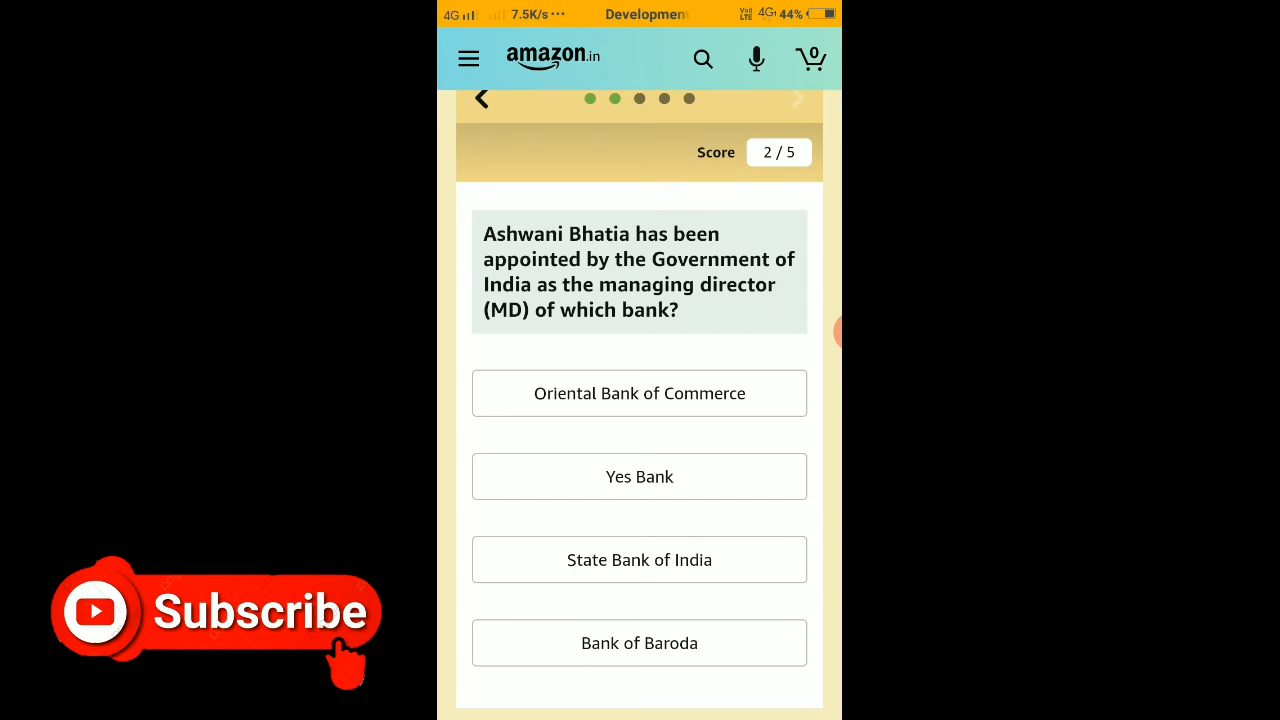 4G 7.5K/s ··· Developmen VoLTE 4G 44%
amazon.in 0
Score 2 / 5
Ashwani Bhatia has been
appointed by the Government of
India as the managing director
(MD) of which bank?
Oriental Bank of Commerce
Yes Bank
State Bank of India
Bank of Baroda
Subscribe